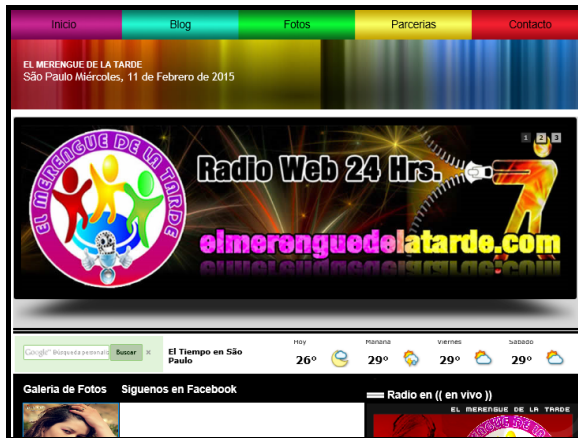 Inicio Blog Fotos Parcerias Contacto
EL MERENGUE DE LA TARDE
São Paulo Miércoles, 11 de Febrero de 2015
1 2 3
EL MERENGUE DE LA TARDE
Radio Web 24 Hrs.
7
elmerenguedelatarde.com
Hoy Mañana Viernes Sábado
Google Búsqueda personaliz Buscar × El Tiempo en São
Paulo
26° 29° 29° 29°
Galeria de Fotos Siguenos en Facebook
Radio en (( en vivo ))
EL MERENGUE DE LA TARDE